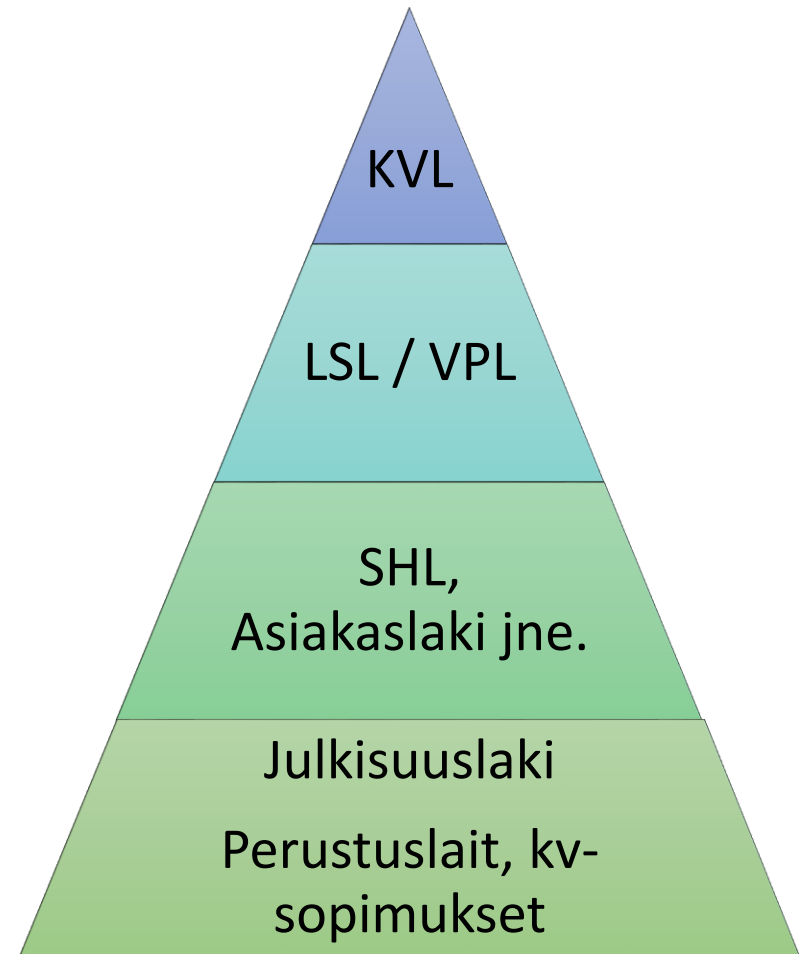 KVL
LSL / VPL
SHL,
Asiakaslaki jne.
Julkisuuslaki
Perustuslait, kv-
sopimukset